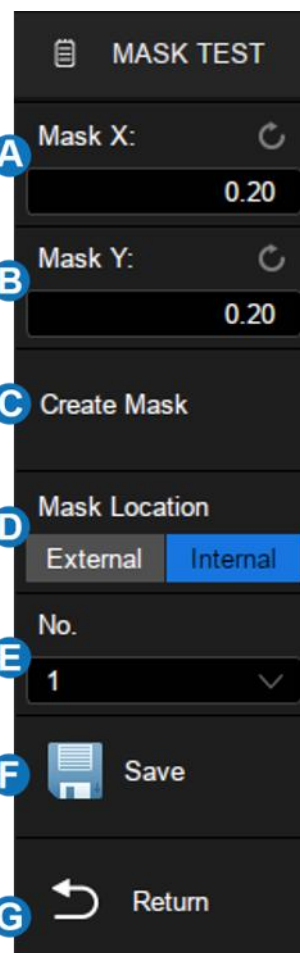 MASK TEST
A
Mask X:
0.20
B
Mask Y:
0.20
C
Create Mask
D
Mask Location
External Internal
E
No.
1
F
Save
G
Return